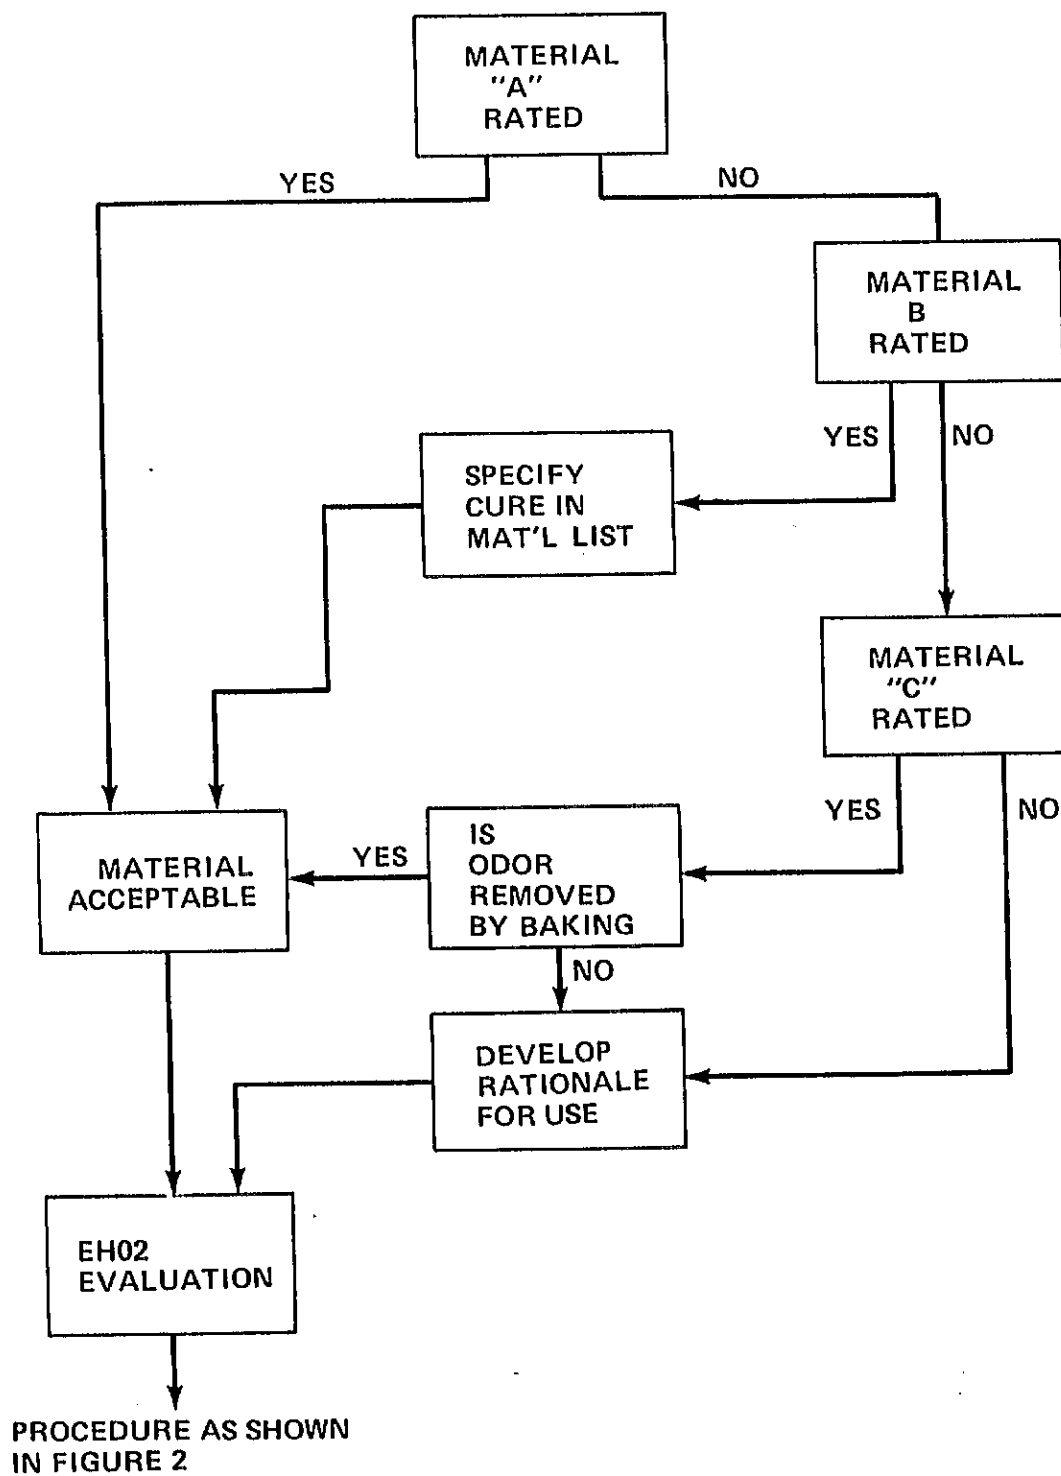 MATERIAL
"A"
RATED
YES
NO
MATERIAL
B
RATED
YES
NO
SPECIFY
CURE IN
MAT'L LIST
MATERIAL
"C"
RATED
YES
NO
IS
ODOR
REMOVED
BY BAKING
YES
MATERIAL
ACCEPTABLE
NO
DEVELOP
RATIONALE
FOR USE
EH02
EVALUATION
PROCEDURE AS SHOWN
IN FIGURE 2